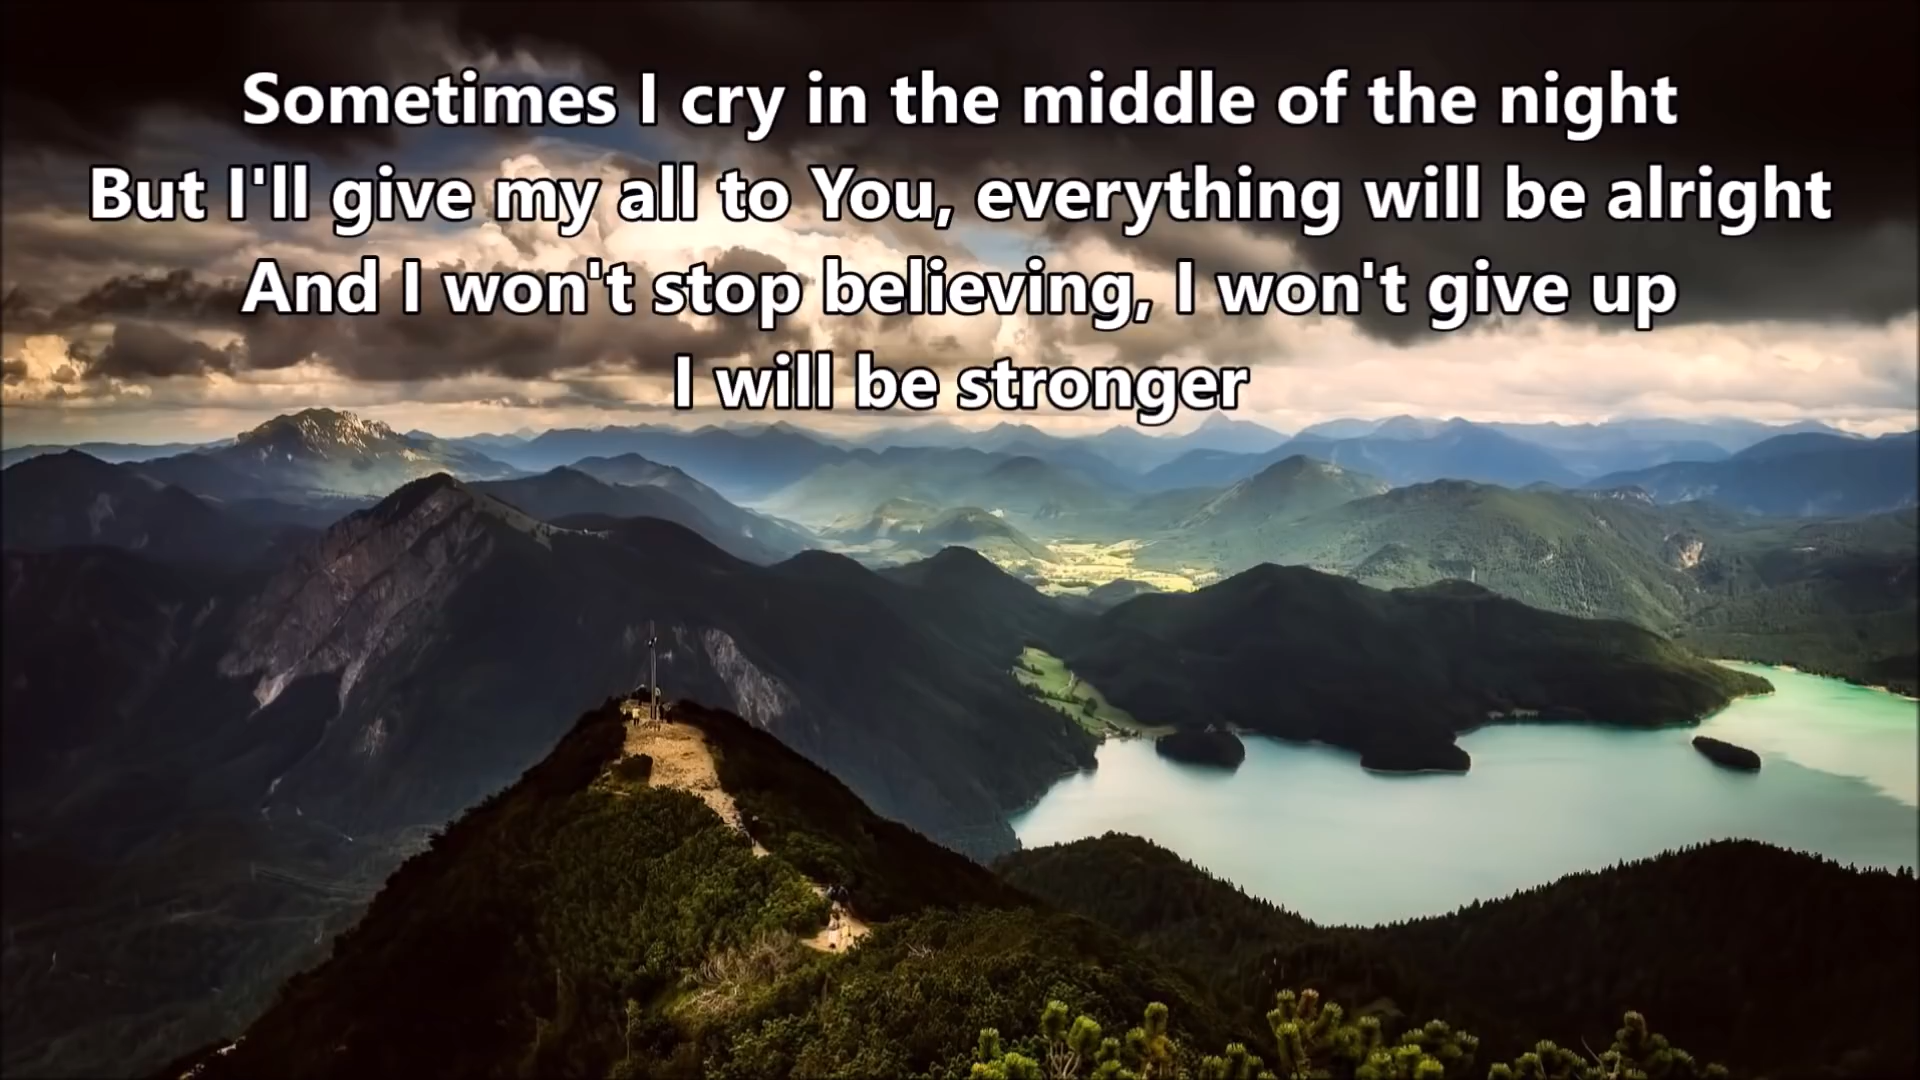 Sometimes I cry in the middle of the night
But I'll give my all to You, everything will be alright
And I won't stop believing, I won't give up
I will be stronger